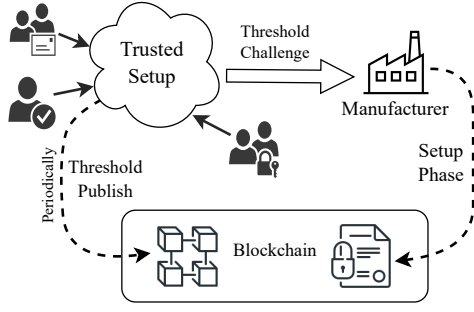 Trusted
Setup
Threshold
Challenge
Manufacturer
Periodically
Threshold
Publish
Setup
Phase
Blockchain